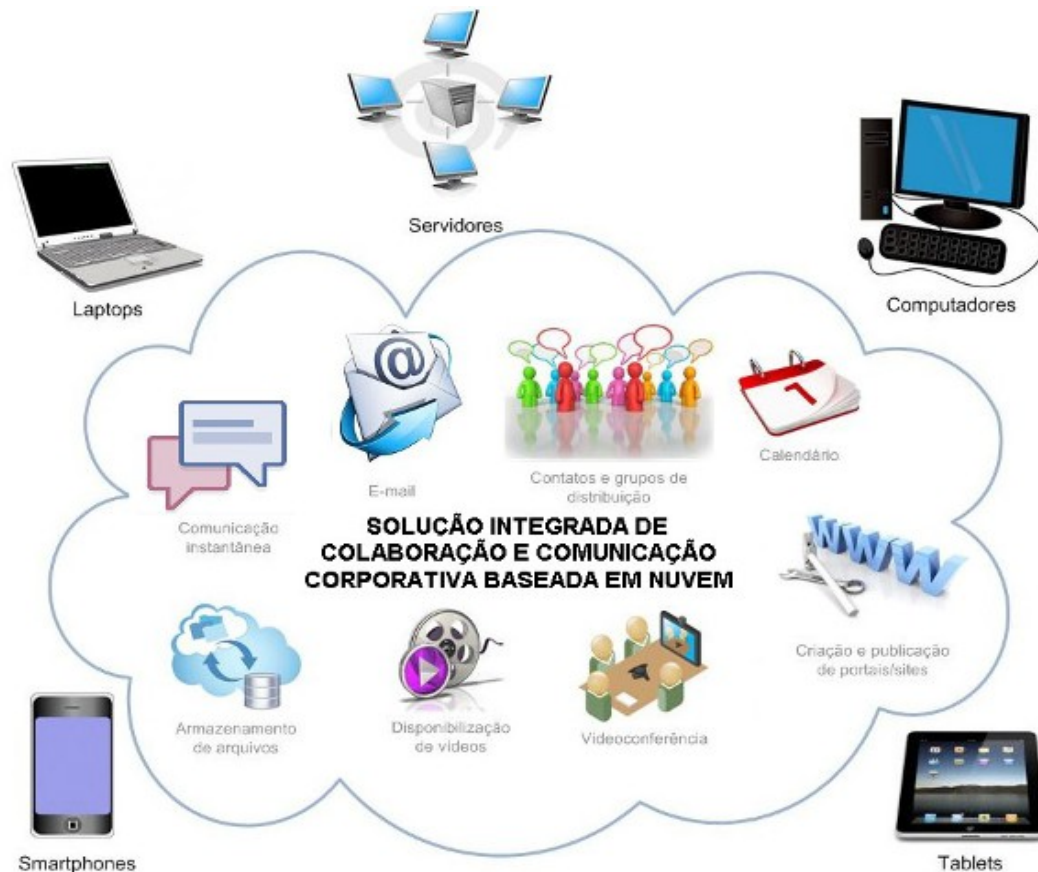 Servidores
Laptops
Computadores
E-mail
Contatos e grupos de
distribuição
Calendário
Comunicação
instantânea
SOLUÇÃO INTEGRADA DE
COLABORAÇÃO E COMUNICAÇÃO
CORPORATIVA BASEADA EM NUVEM
WWW
Criação e publicação
de portais/sites
Armazenamento
de arquivos
Disponibilização
de vídeos
Videoconferência
Smartphones
Tablets